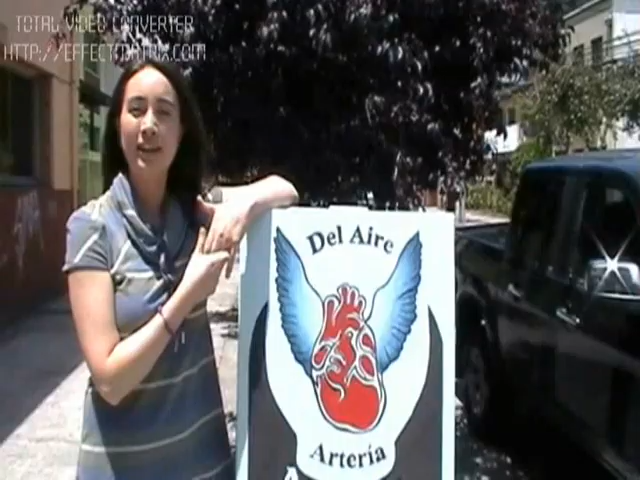 TOTAL VIDEO CONVERTER
HTTP://EFFECTMATRIX.COM
Del Aire
Arteria